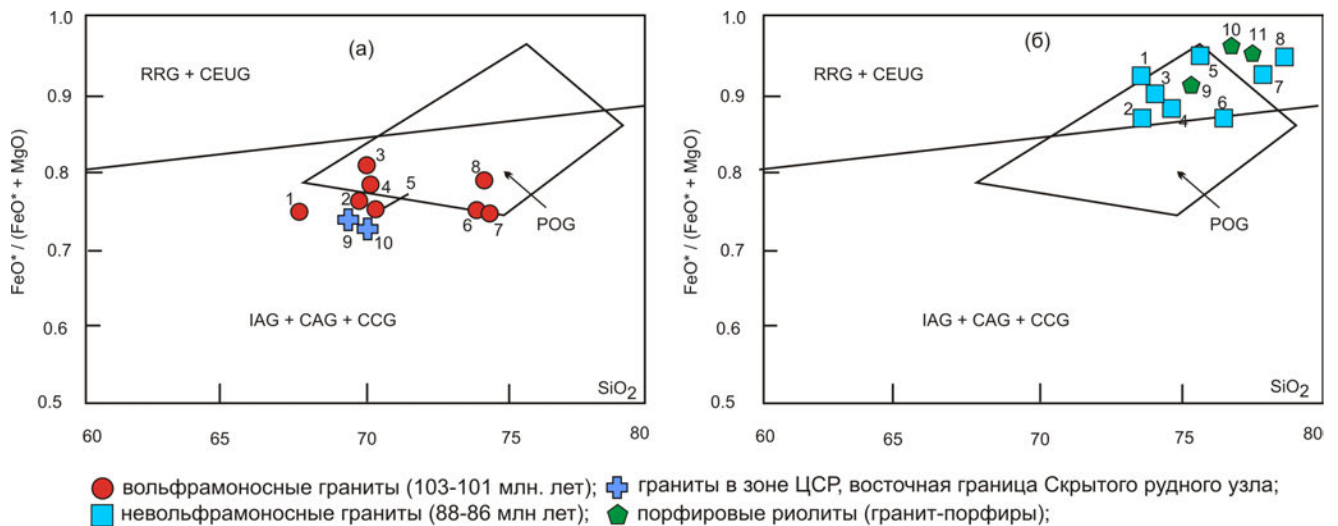 FeO* / (FeO* + MgO)
1.0
0.9
0.8
0.7
0.6
0.5
(а)
RRG + CEUG
3
8
4
5
1
2
6
7
9
10
POG
IAG + CAG + CCG
SiO2
60 65 70 75 80
FeO* / (FeO* + MgO)
1.0
0.9
0.8
0.7
0.6
0.5
(б)
RRG + CEUG
10 11 8
1
5
7
3
9
2
4
6
POG
IAG + CAG + CCG
SiO2
60 65 70 75 80
вольфрамоносные граниты (103-101 млн. лет); граниты в зоне ЦСР, восточная граница Скрытого рудного узла;
невольфрамоносные граниты (88-86 млн лет); порфировые риолиты (гранит-порфиры);